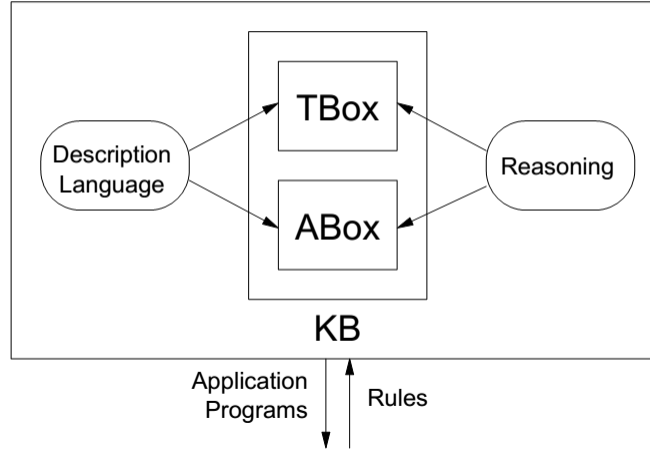 TBox
Description
Language
Reasoning
ABox
KB
Application
Programs
Rules